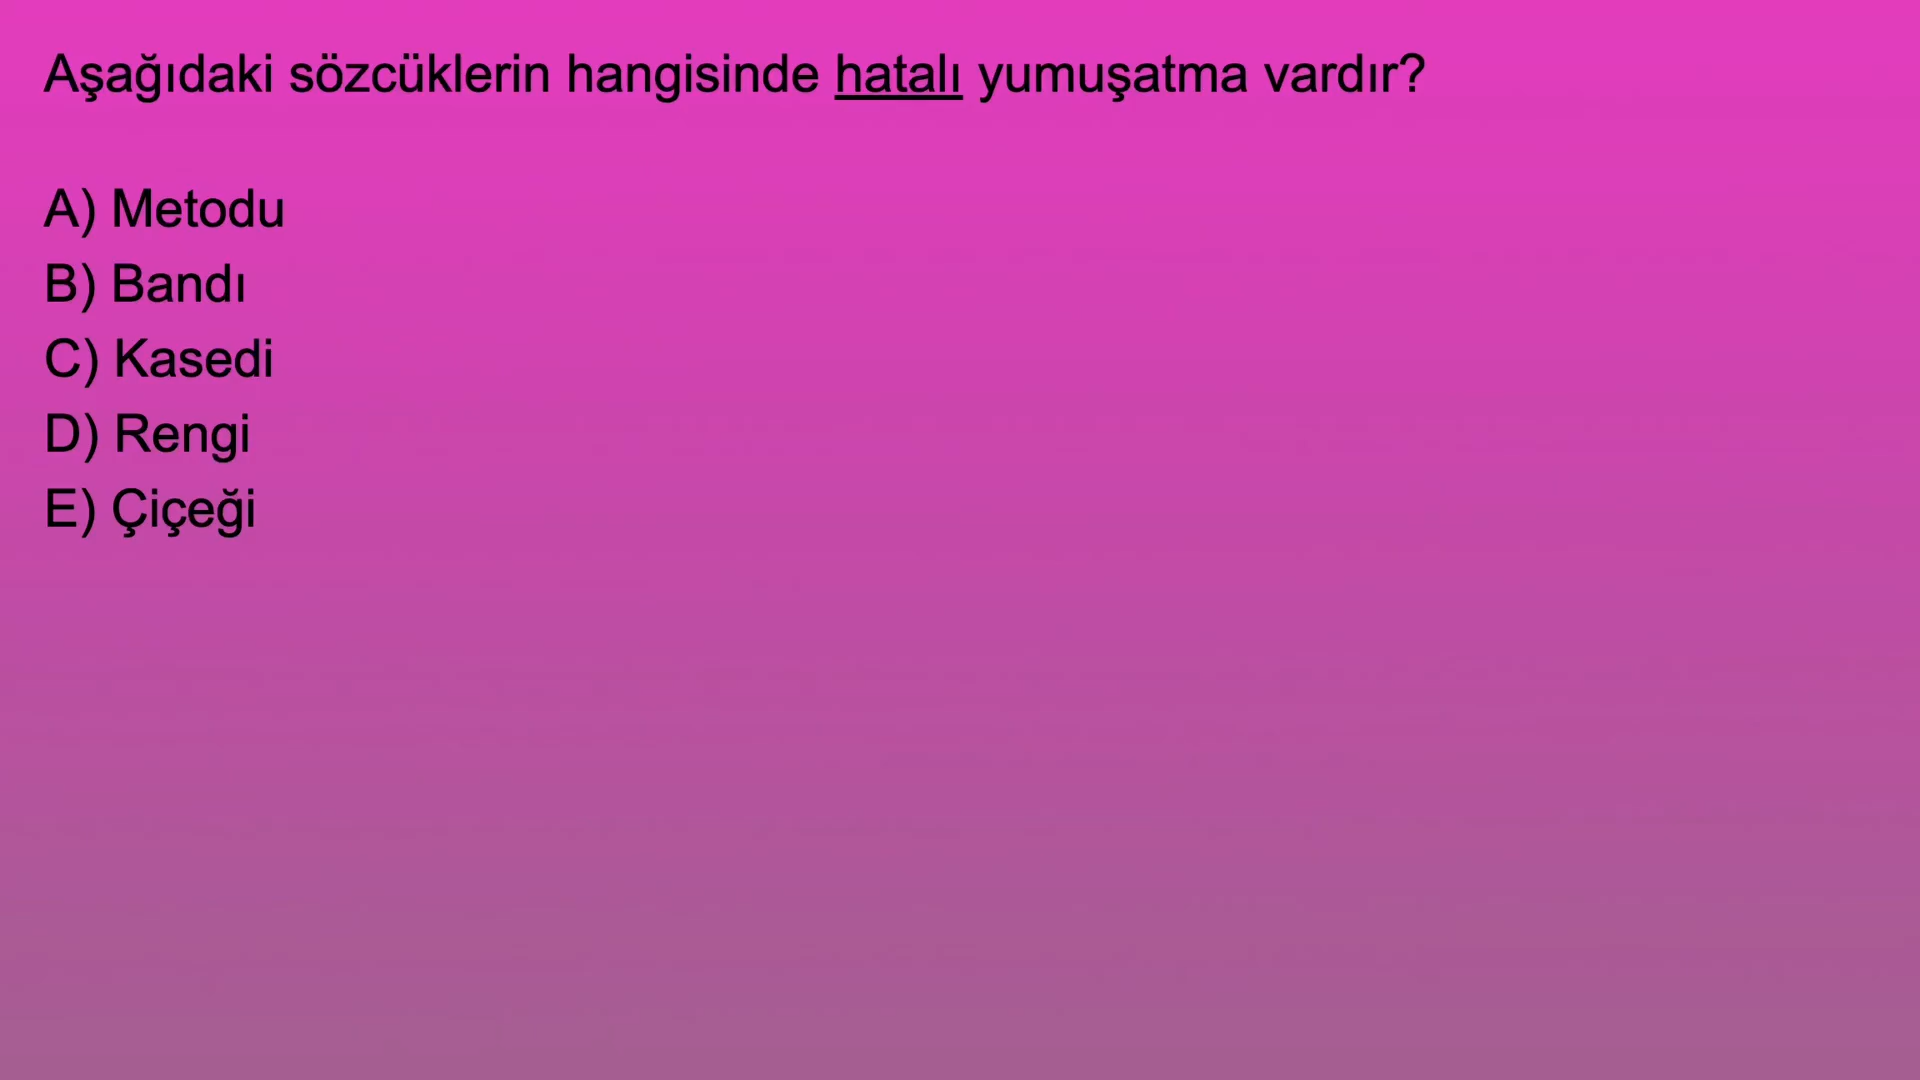 Aşağıdaki sözcüklerin hangisinde hatalı yumuşatma vardır?
A) Metodu
B) Bandı
C) Kasedi
D) Rengi
E) Çiçeği